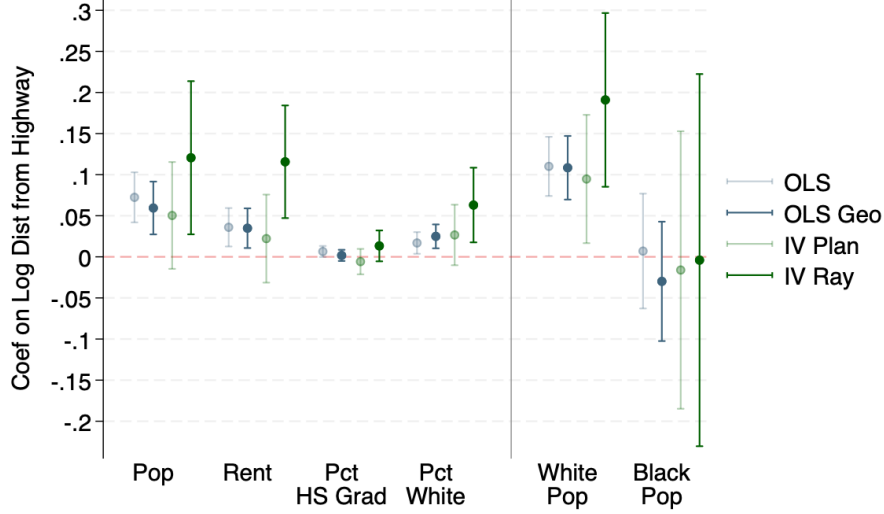 Coef on Log Dist from Highway
.3
.25
.2
.15
.1
.05
0
-.05
-.1
-.15
-.2
Pop
Rent
Pct
HS Grad
Pct
White
White
Pop
Black
Pop
OLS
OLS Geo
IV Plan
IV Ray